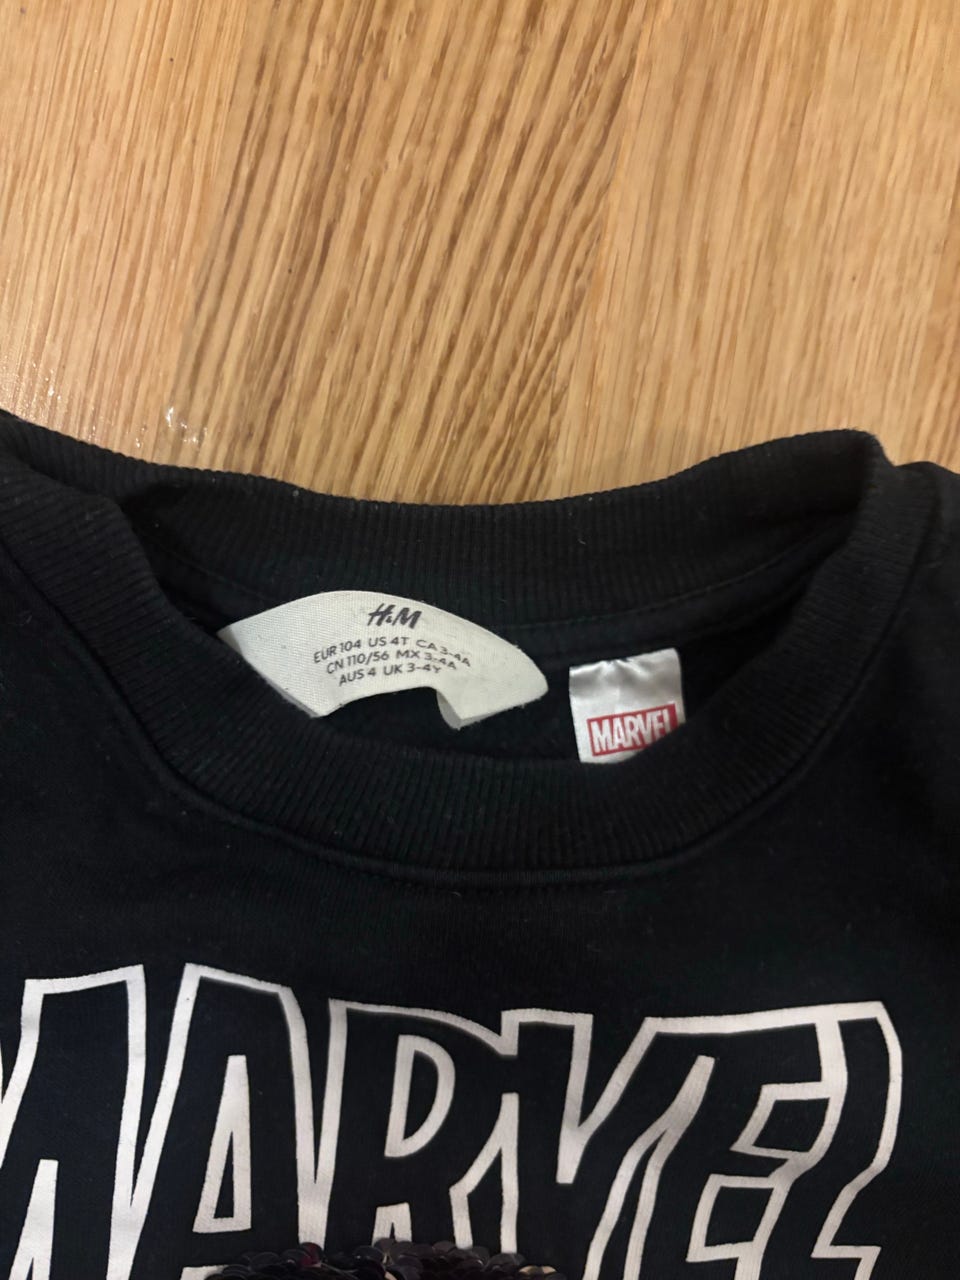 H&M
EUR 104 US 4T CA 3-4A
CN 110/56 MX 3-4A
AUS 4 UK 3-4Y
MARVEL
MARVEL